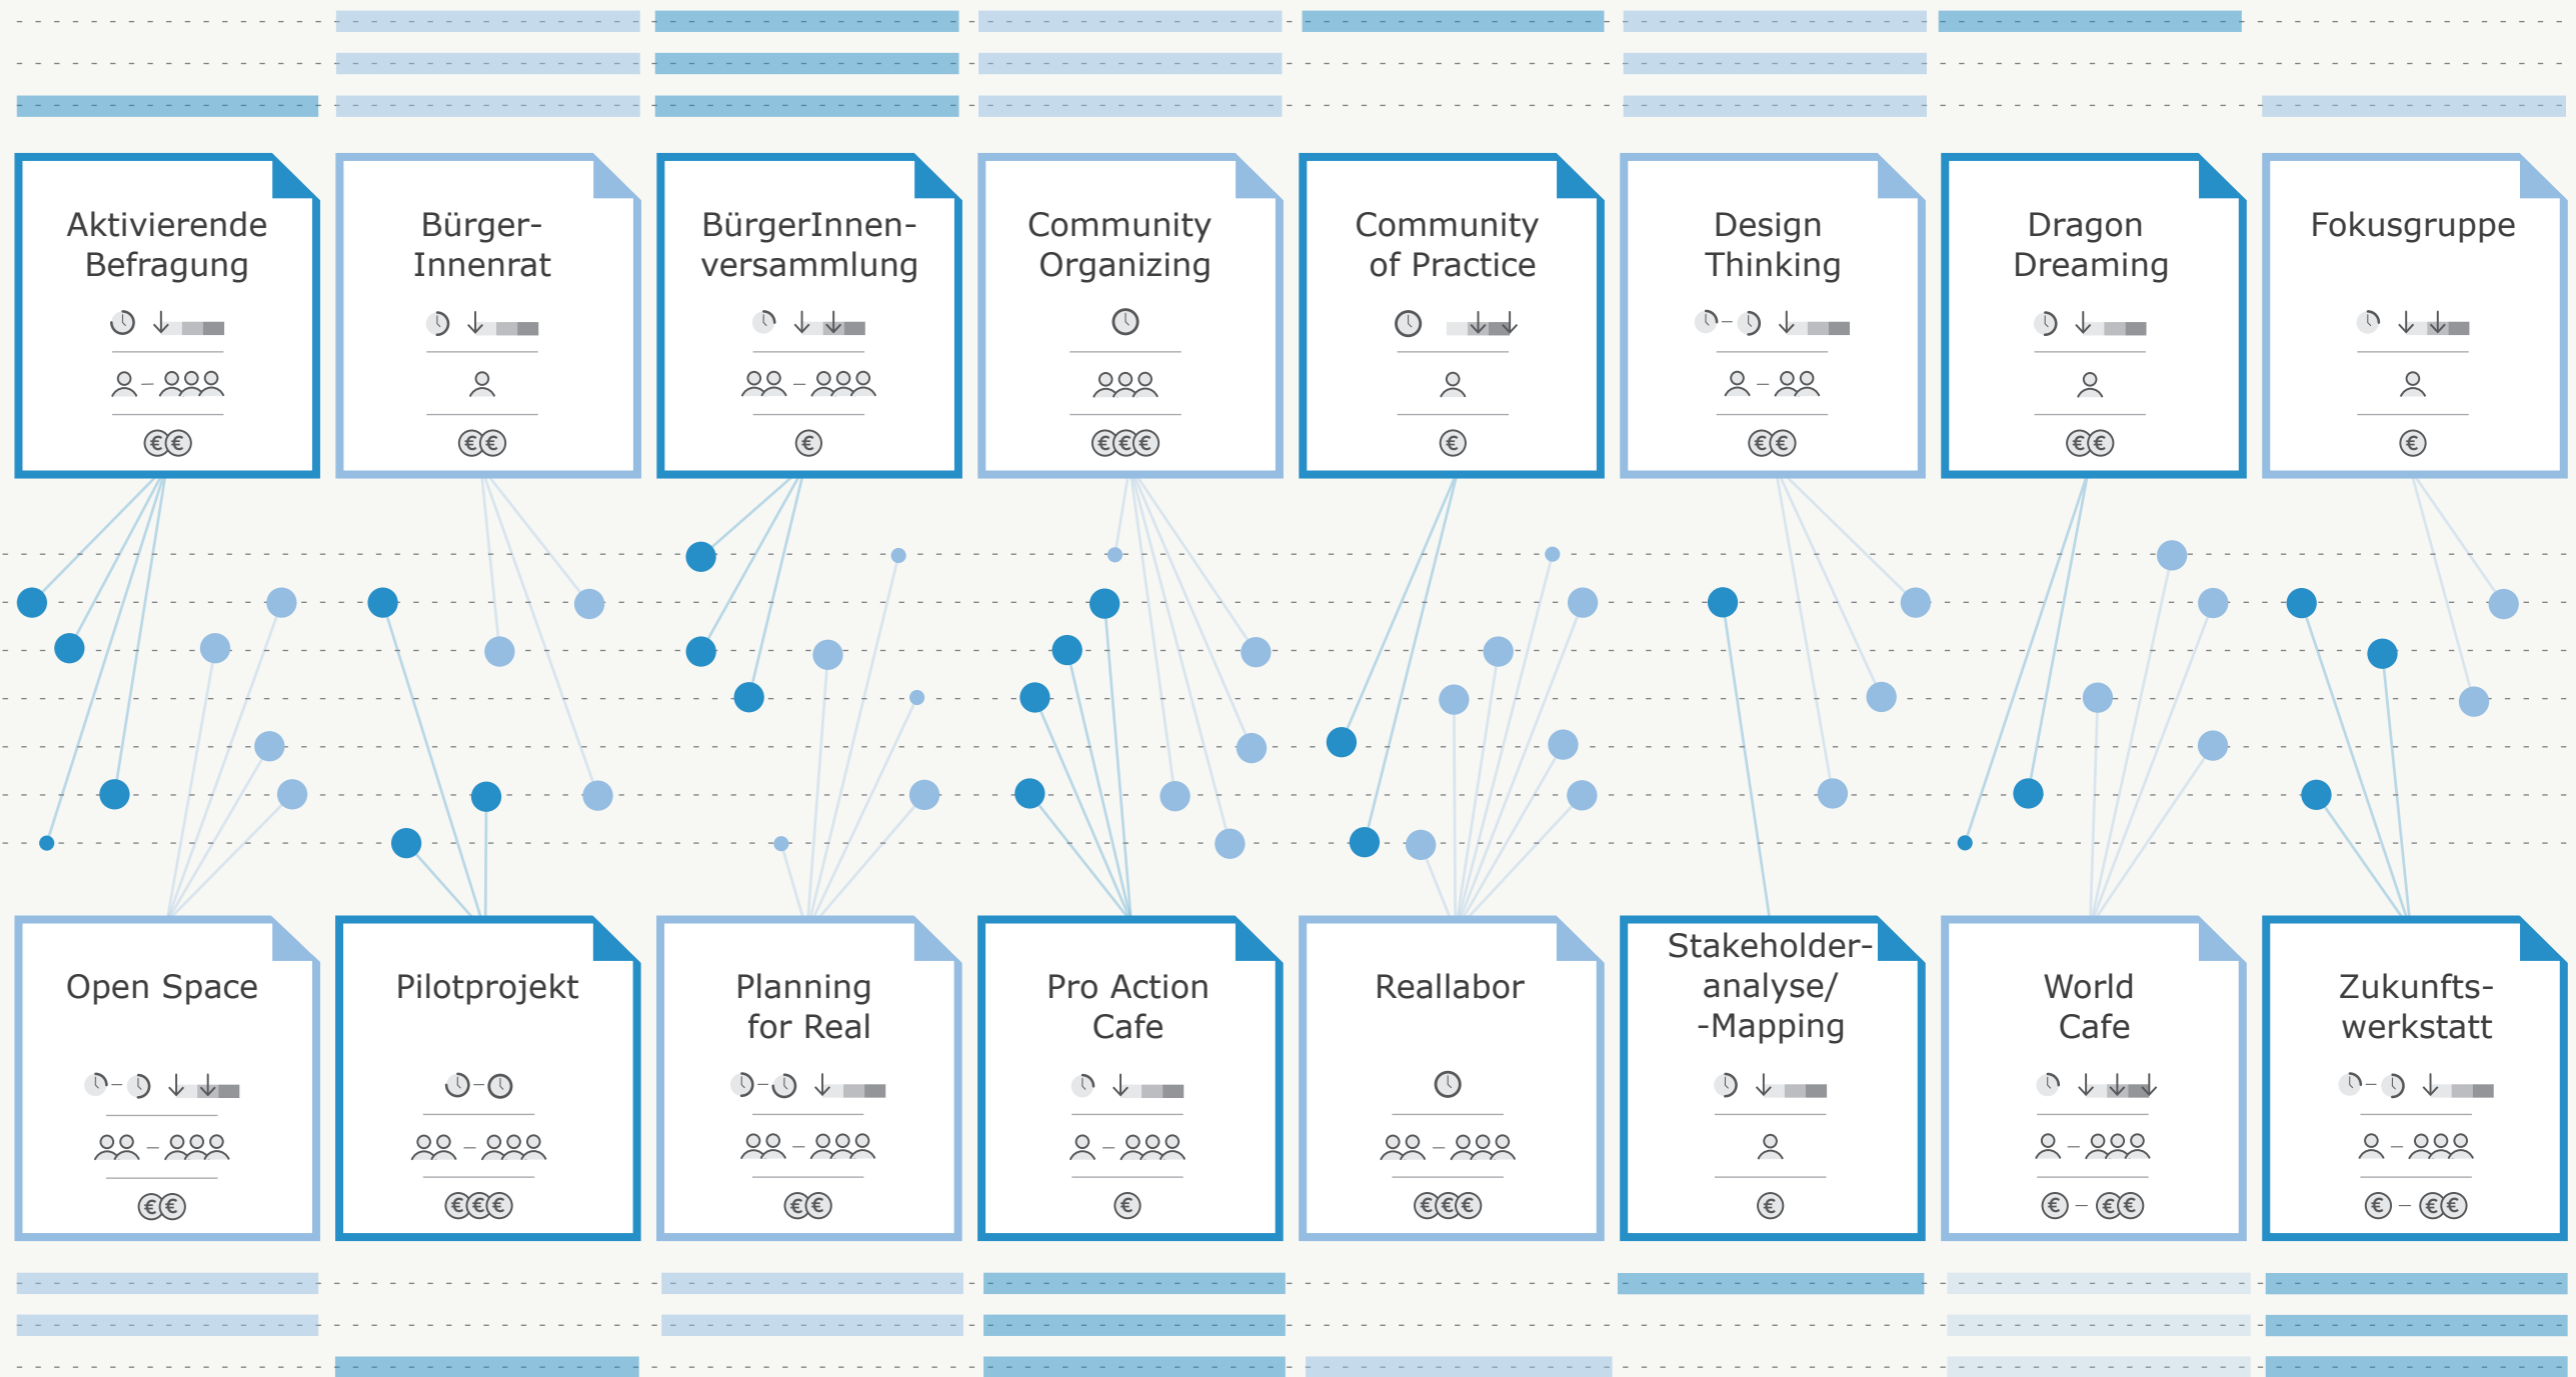 Aktivierende
Befragung
€€
Bürger-
Innenrat
€€
BürgerInnen-
versammlung
€
Community
Organizing
€€€
Community
of Practice
€
Design
Thinking
€€
Dragon
Dreaming
€€
Fokusgruppe
€
Open Space
€€
Pilotprojekt
€€€
Planning
for Real
€€
Pro Action
Cafe
€
Reallabor
€€€
Stakeholder-
analyse/
-Mapping
€
World
Cafe
€ – €€
Zukunfts-
werkstatt
€ – €€